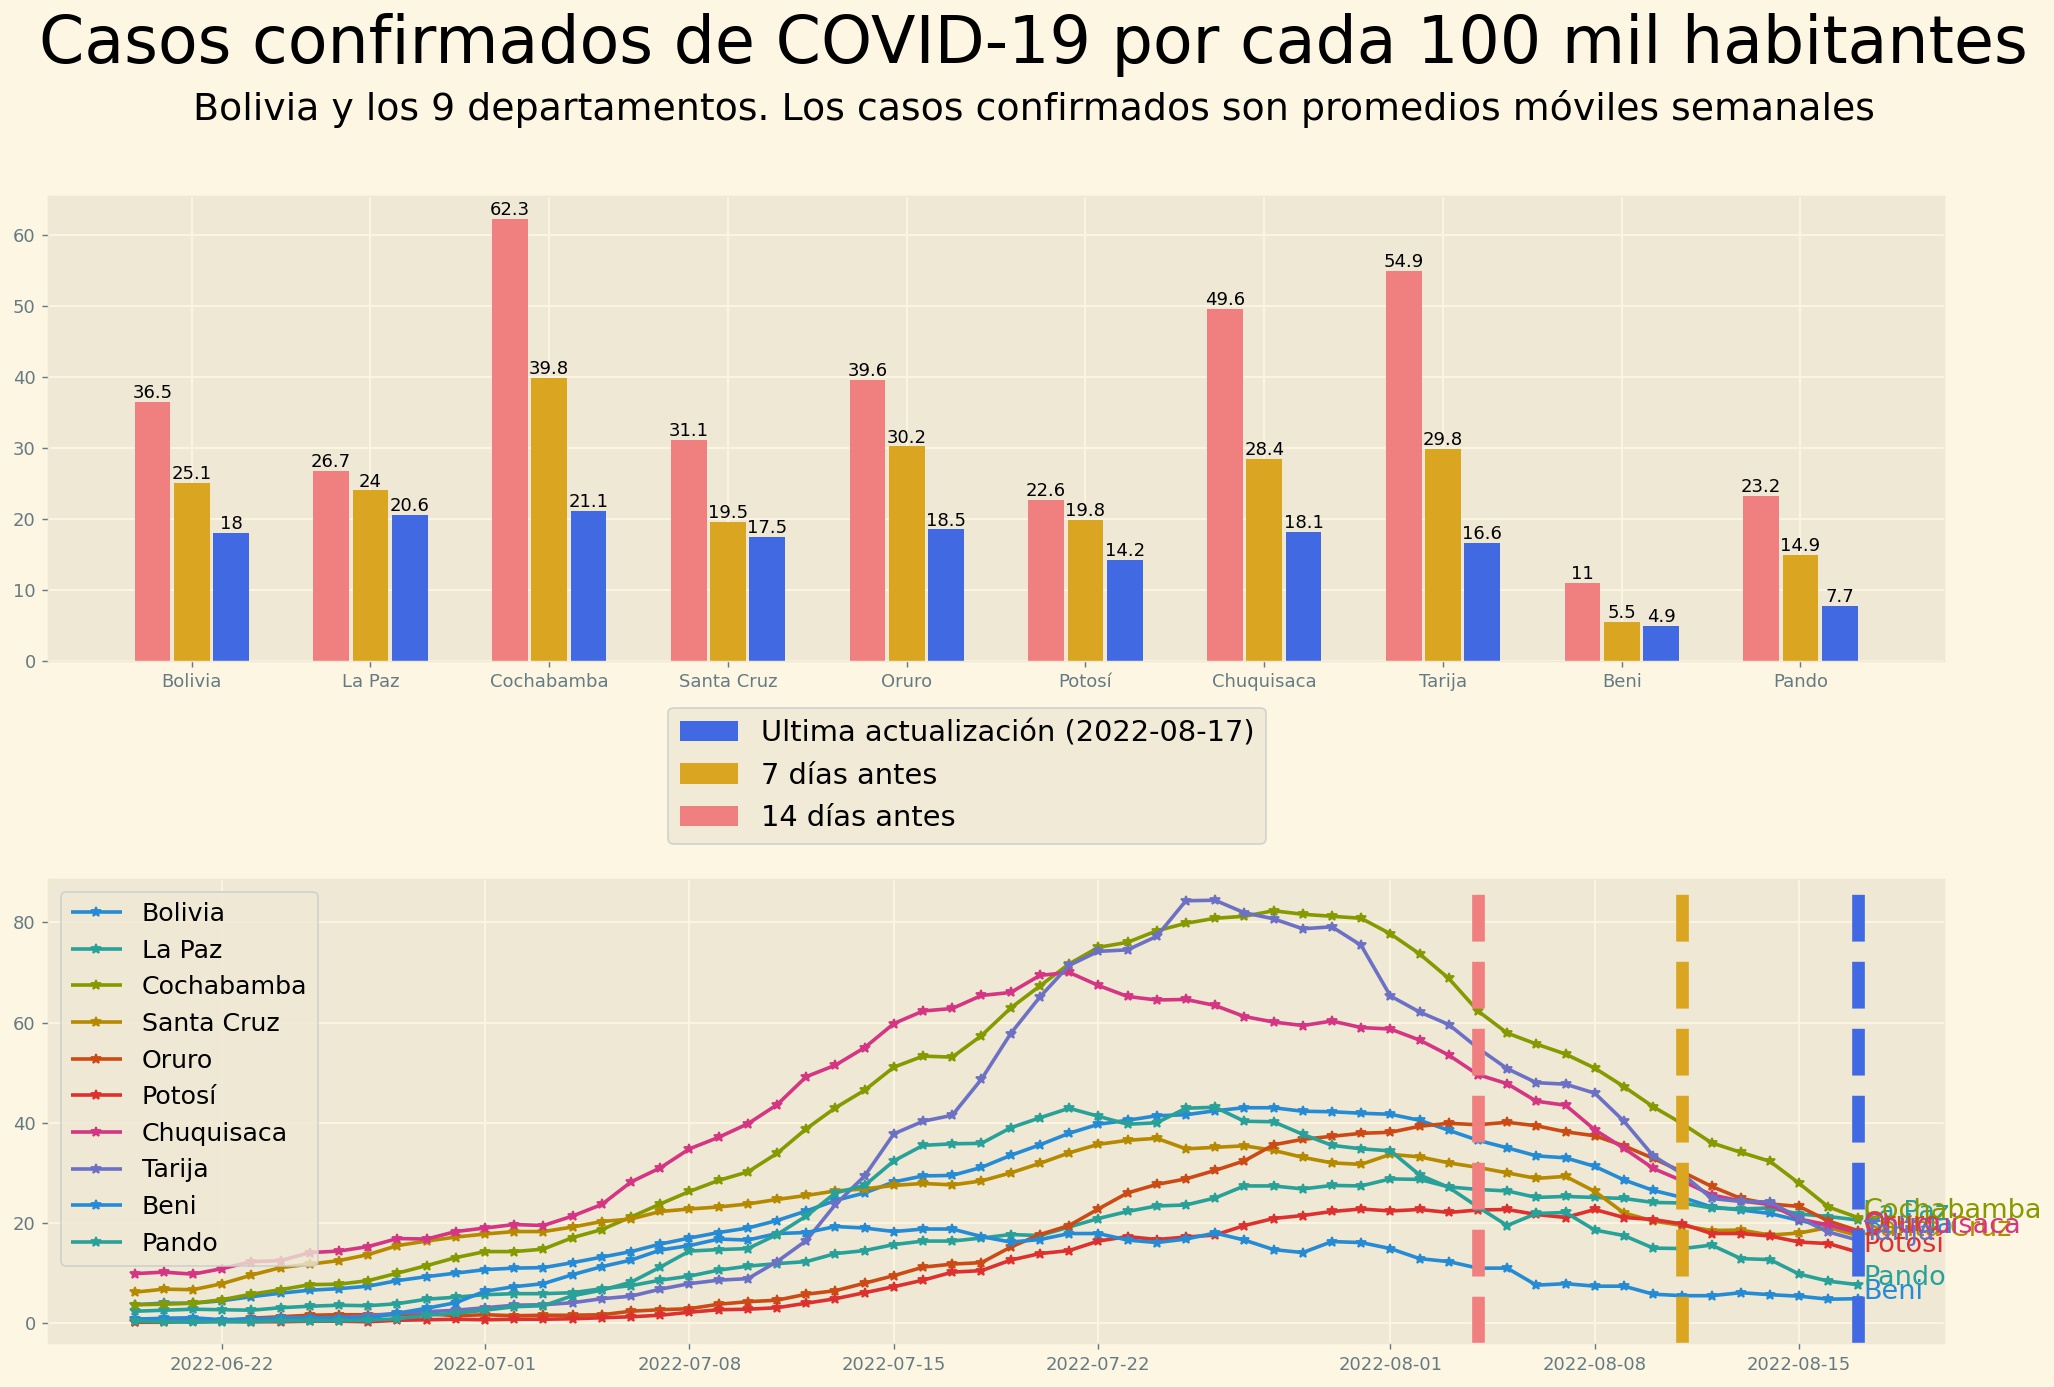 Casos confirmados de COVID-19 por cada 100 mil habitantes
Bolivia y los 9 departamentos. Los casos confirmados son promedios móviles semanales
60
50
40
30
20
10
0
36.5 25.1 18
26.7 24 20.6
62.3 39.8 21.1
31.1 19.5 17.5
39.6 30.2 18.5
22.6 19.8 14.2
49.6 28.4 18.1
54.9 29.8 16.6
11 5.5 4.9
23.2 14.9 7.7
Bolivia La Paz Cochabamba Santa Cruz Oruro Potosí Chuquisaca Tarija Beni Pando
Ultima actualización (2022-08-17)
7 días antes
14 días antes
80
60
40
20
0
Bolivia
La Paz
Cochabamba
Santa Cruz
Oruro
Potosí
Chuquisaca
Tarija
Beni
Pando
Cochabamba
Potosí
Pando
Beni
2022-06-22 2022-07-01 2022-07-08 2022-07-15 2022-07-22 2022-08-01 2022-08-08 2022-08-15